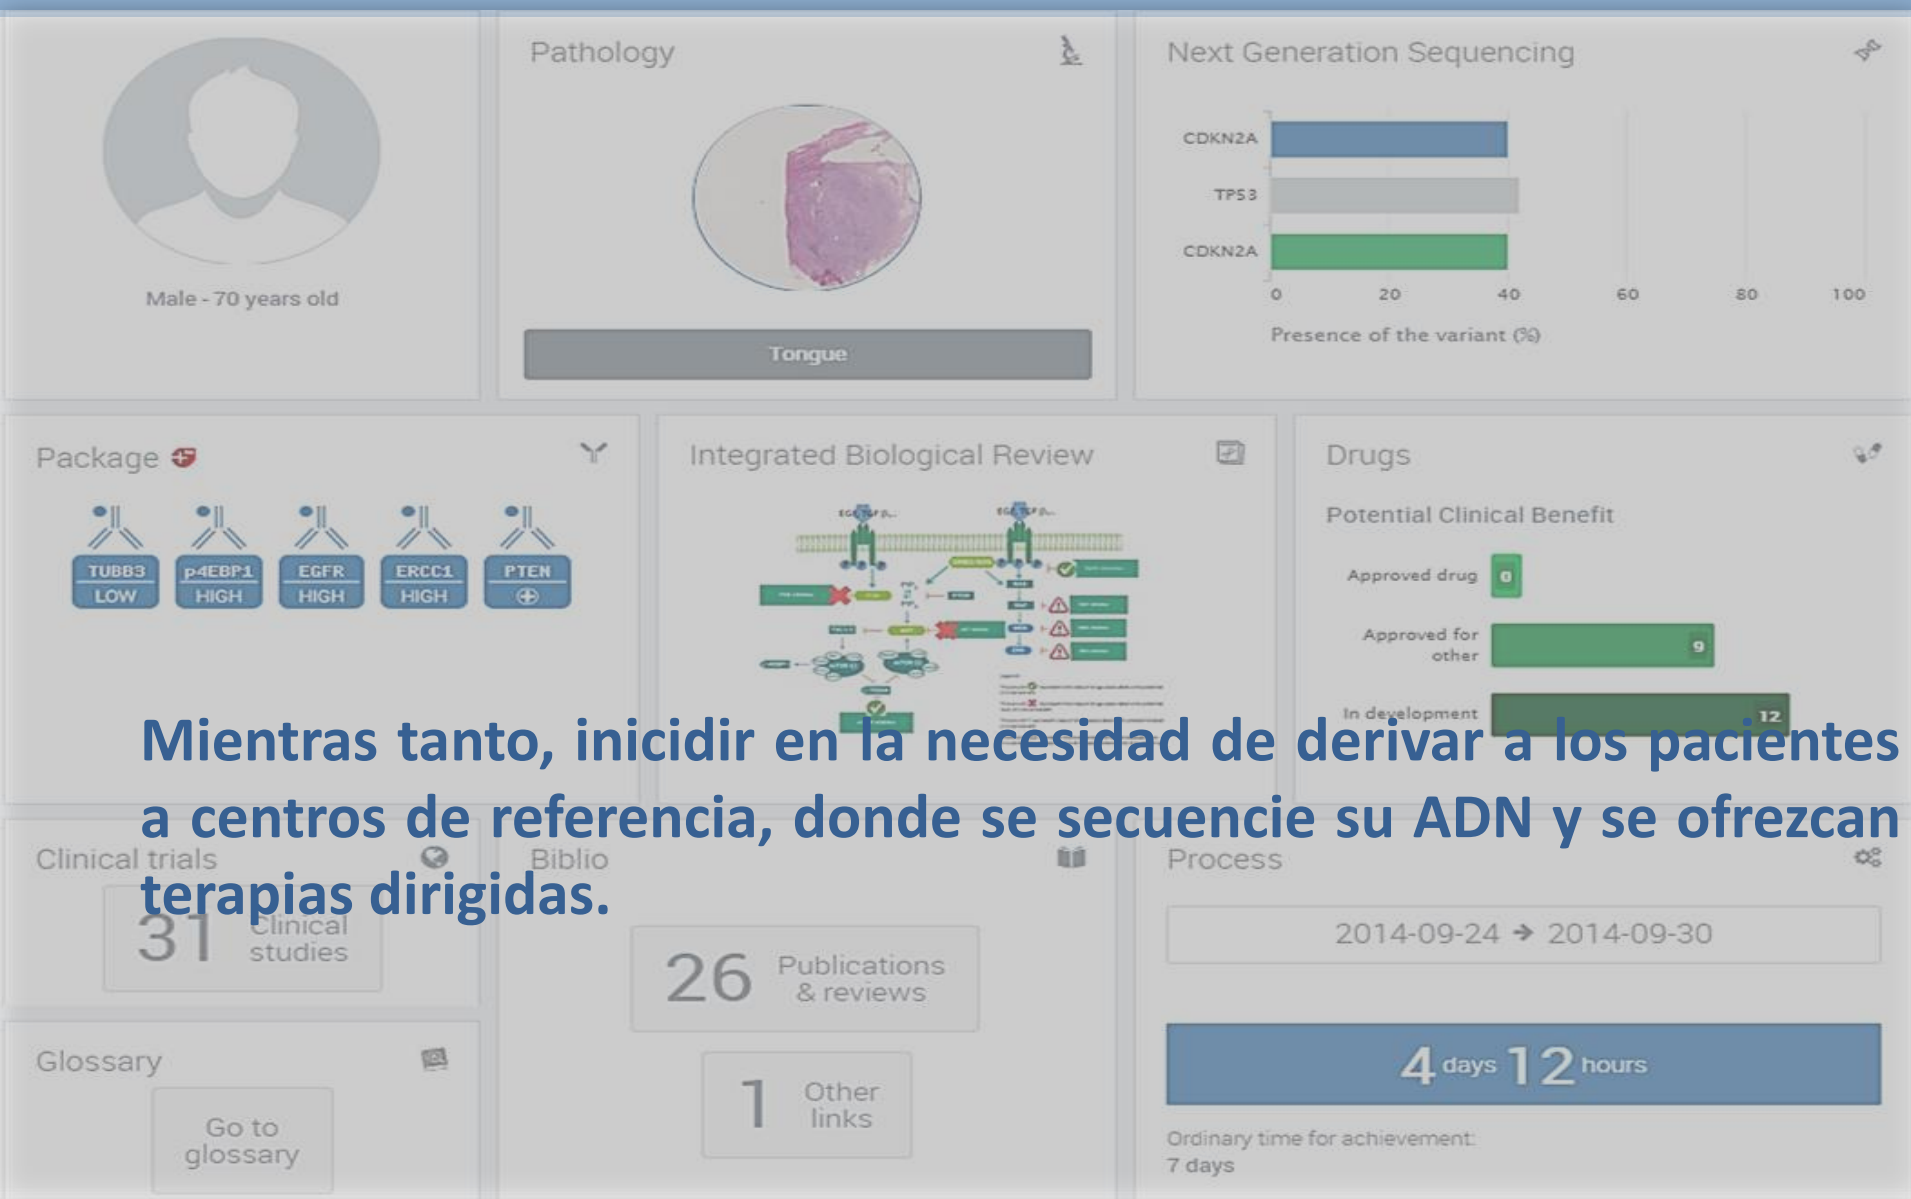 Pathology
Next Generation Sequencing
CDKN2A
TP53
CDKN2A
0 20 40 60 80 100
Presence of the variant (%)
Male - 70 years old
Tongue
Package
TUBB3
LOW
p4EBP1
HIGH
EGFR
HIGH
ERCC1
HIGH
PTEN
Integrated Biological Review
Drugs
Potential Clinical Benefit
Approved drug 0
Approved for
other
9
In development 12
Mientras tanto, inicidir en la necesidad de derivar a los pacientes
a centros de referencia, donde se secuencie su ADN y se ofrezcan
terapias dirigidas.
Clinical trials
31 Clinical
studies
Biblio
26 Publications
& reviews
1 Other
links
Process
2014-09-24 → 2014-09-30
4 days 12 hours
Ordinary time for achievement:
7 days
Glossary
Go to
glossary